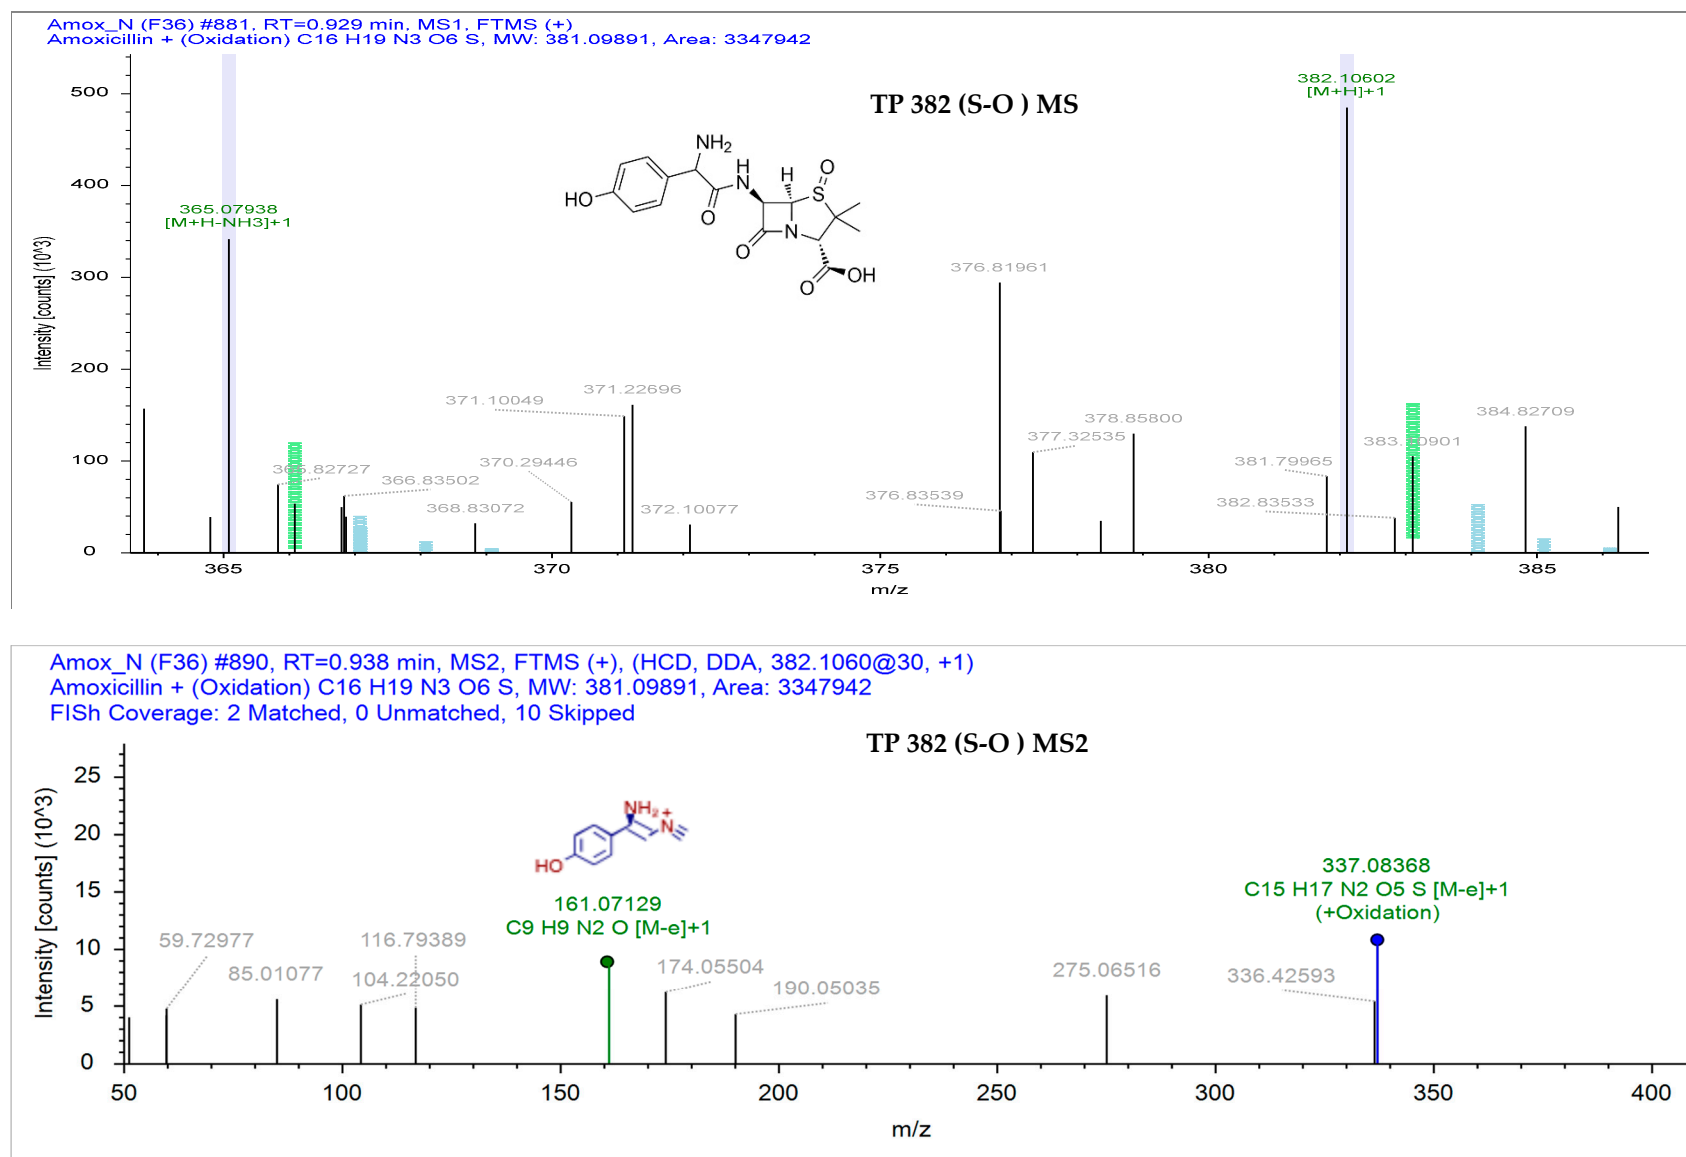 Amox_N (F36) #881, RT=0.929 min, MS1, FTMS (+)
Amoxicillin + (Oxidation) C16 H19 N3 O6 S, MW: 381.09891, Area: 3347942
TP 382 (S-O ) MS
382.10602
[M+H]+1
365.07938
[M+H-NH3]+1
NH2
HO
O
H
N
H
S
O
N
O
O
OH
376.81961
371.22696
371.10049
378.85800
384.82709
377.32535
381.79965
370.29446
366.83502
368.83072
372.10077
376.83539
382.83533
Intensity [counts] (10^3)
500
400
300
200
100
0
365
370
375
380
385
m/z
Amox_N (F36) #890, RT=0.938 min, MS2, FTMS (+), (HCD, DDA, 382.1060@30, +1)
Amoxicillin + (Oxidation) C16 H19 N3 O6 S, MW: 381.09891, Area: 3347942
FISh Coverage: 2 Matched, 0 Unmatched, 10 Skipped
TP 382 (S-O ) MS2
NH2
N
+
HO
161.07129
C9 H9 N2 O [M-e]+1
337.08368
C15 H17 N2 O5 S [M-e]+1
(+Oxidation)
59.72977
85.01077
116.79389
104.22050
174.05504
190.05035
275.06516
336.42593
Intensity [counts] (10^3)
25
20
15
10
5
0
50
100
150
200
250
300
350
400
m/z